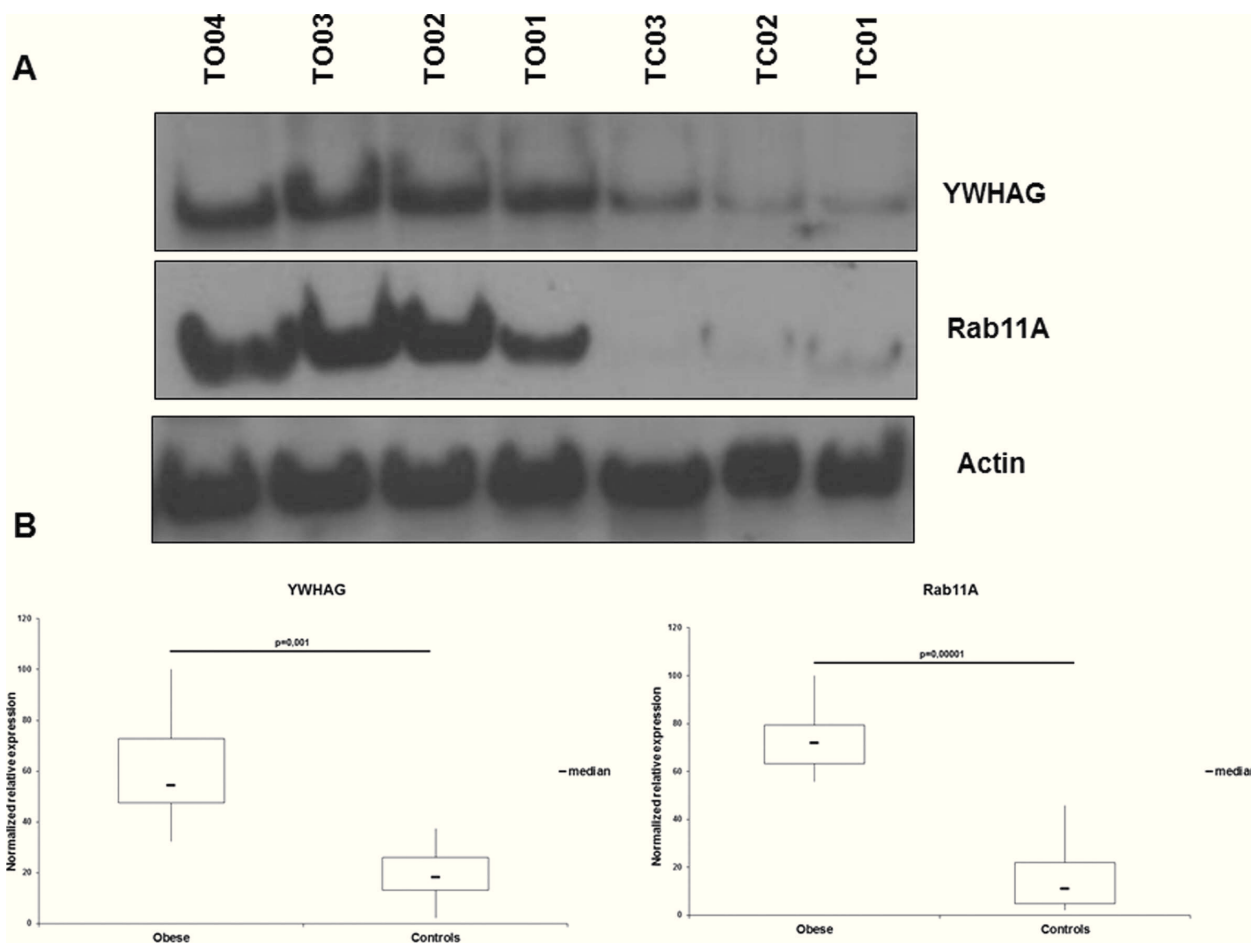 A
TO04 TO03 TO02 TO01 TC03 TC02 TC01
YWHAG
Rab11A
Actin
B
YWHAG
120
100
80
60
40
20
0
Normalized relative expression
p=0,001
median
Obese Controls
Rab11A
120
100
80
60
40
20
0
Normalized relative expression
p=0,00001
Obese Controls